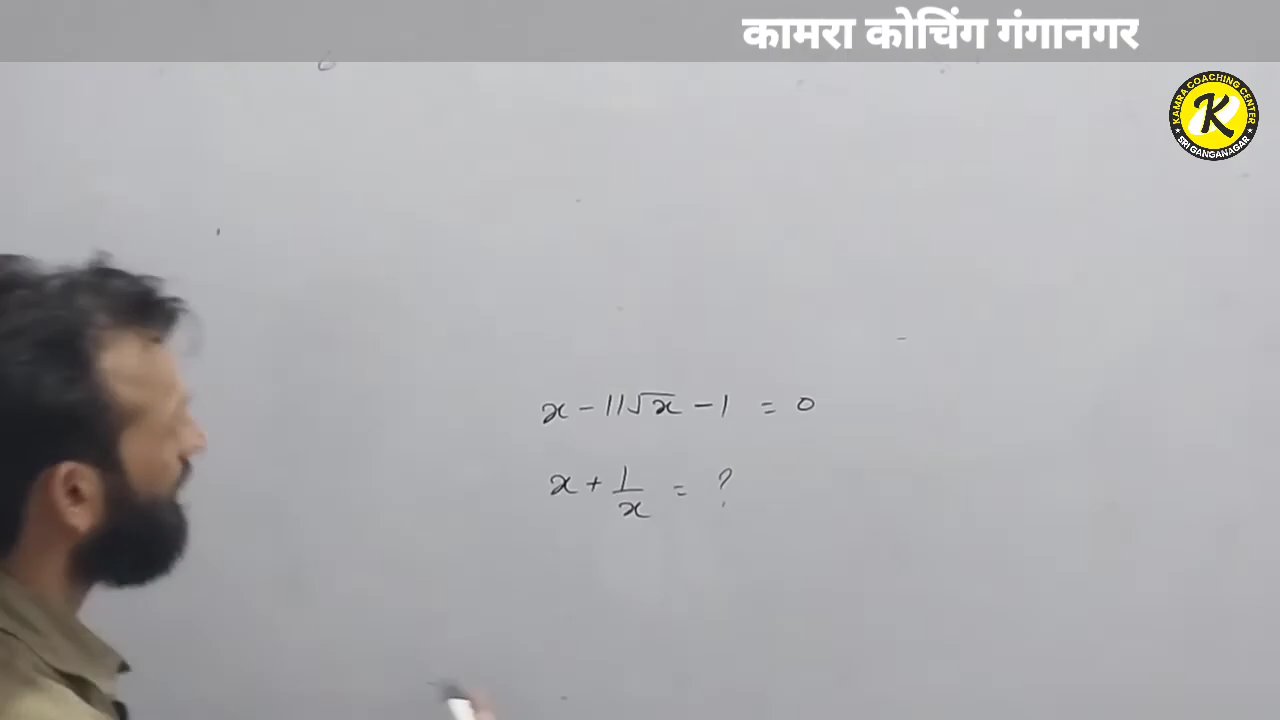 कामरा कोचिंग गंगानगर
KAMRA COACHING CENTER
K
SRI GANGANAGAR
x - 11√x - 1 = 0
x + 1/x = ?